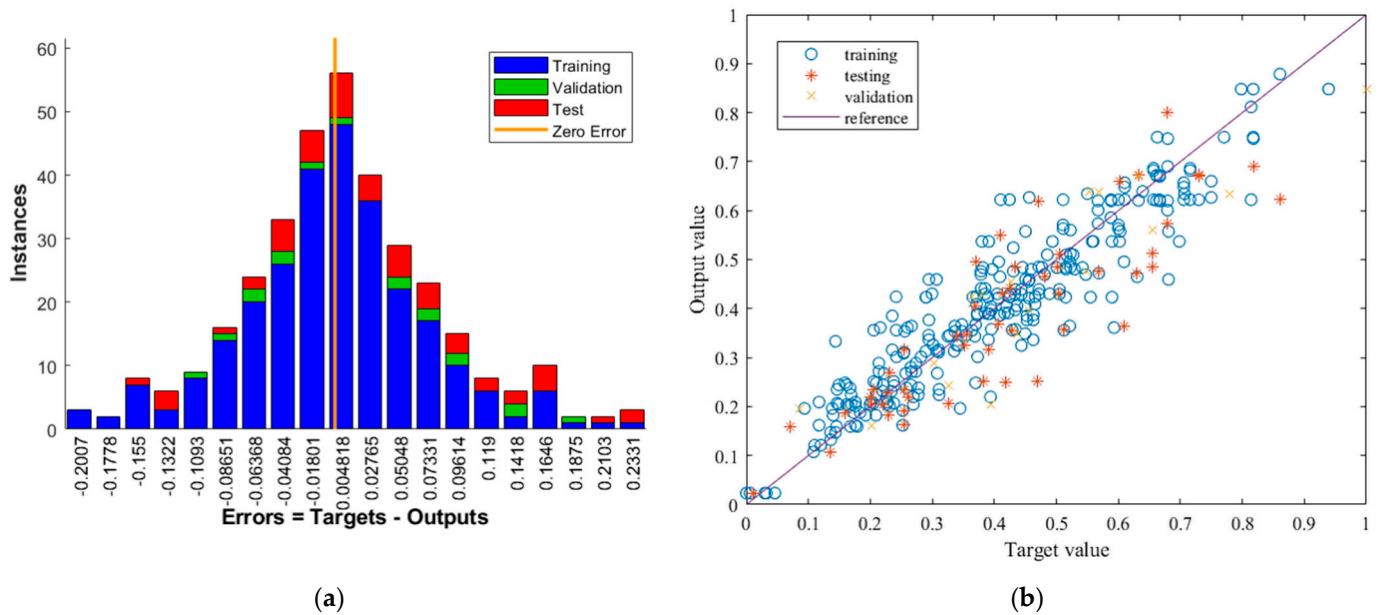 60
50
40
30
20
10
0
Instances
Training
Validation
Test
Zero Error
-0.2007
-0.1778
-0.155
-0.1322
-0.1093
-0.08651
-0.06368
-0.04084
-0.01801
0.004818
0.02765
0.05048
0.07331
0.09614
0.119
0.1418
0.1646
0.1875
0.2103
0.2331
Errors = Targets - Outputs
(a)
1
0.9
0.8
0.7
0.6
0.5
0.4
0.3
0.2
0.1
0
Output value
training
testing
validation
reference
0 0.1 0.2 0.3 0.4 0.5 0.6 0.7 0.8 0.9 1
Target value
(b)